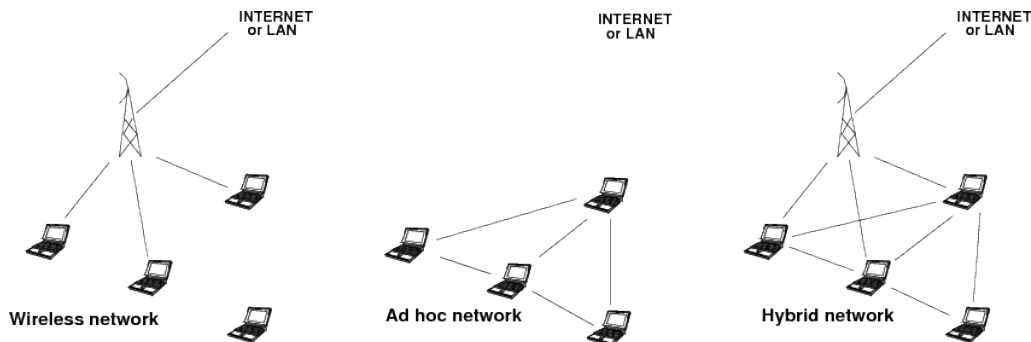 INTERNET
or LAN
Wireless network
INTERNET
or LAN
Ad hoc network
INTERNET
or LAN
Hybrid network